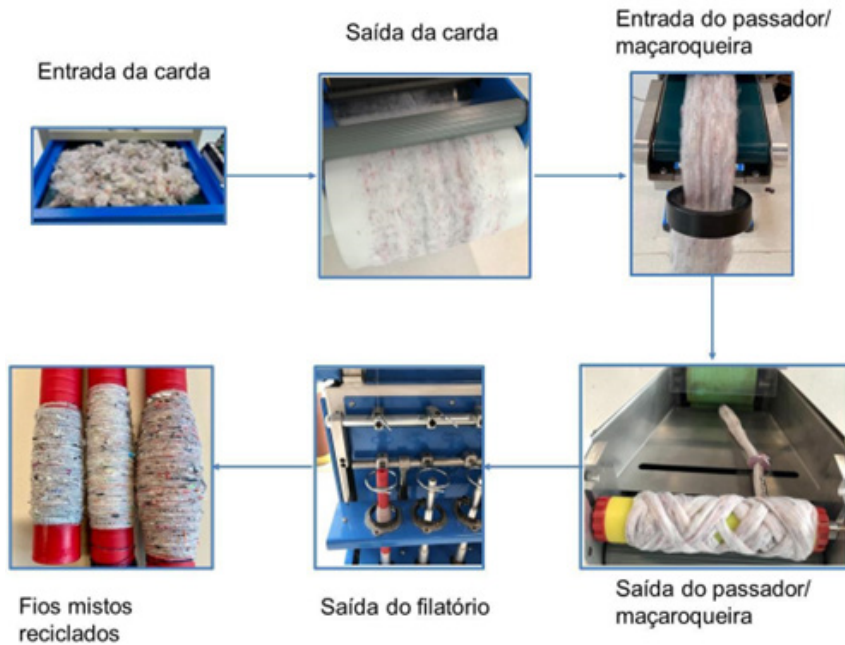 Entrada da carda
Saída da carda
Entrada do passador/
maçaroqueira
Saída do passador/
maçaroqueira
Saída do filatório
Fios mistos
reciclados